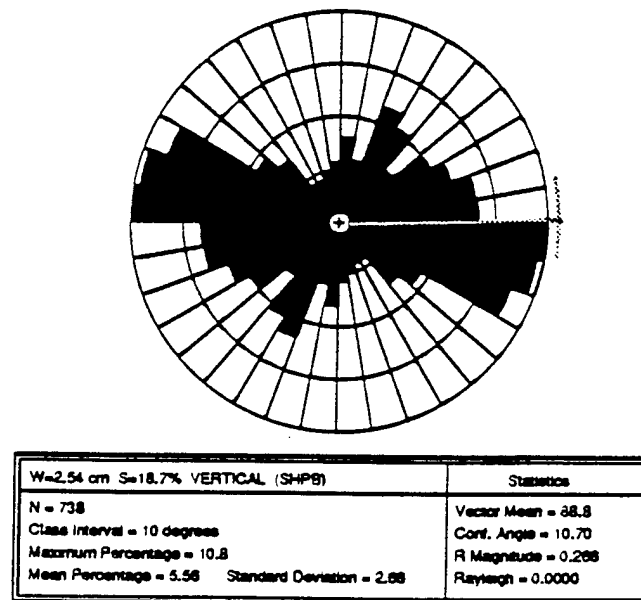 W=2.54 cm S=18.7% VERTICAL (SHPB)
Statistics
N = 738
Class Interval = 10 degrees
Maximum Percentage = 10.8
Mean Percentage = 5.56 Standard Deviation = 2.66
Vector Mean = 88.8
Conf. Angle = 10.70
R Magnitude = 0.266
Rayleigh = 0.0000